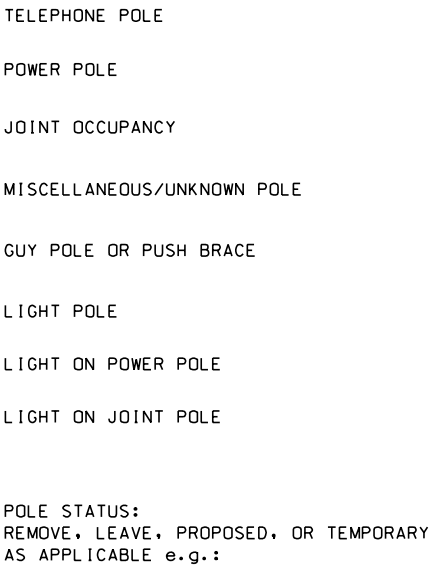 TELEPHONE POLE
POWER POLE
JOINT OCCUPANCY
MISCELLANEOUS/UNKNOWN POLE
GUY POLE OR PUSH BRACE
LIGHT POLE
LIGHT ON POWER POLE
LIGHT ON JOINT POLE
POLE STATUS:
REMOVE, LEAVE, PROPOSED, OR TEMPORARY
AS APPLICABLE e.g.: